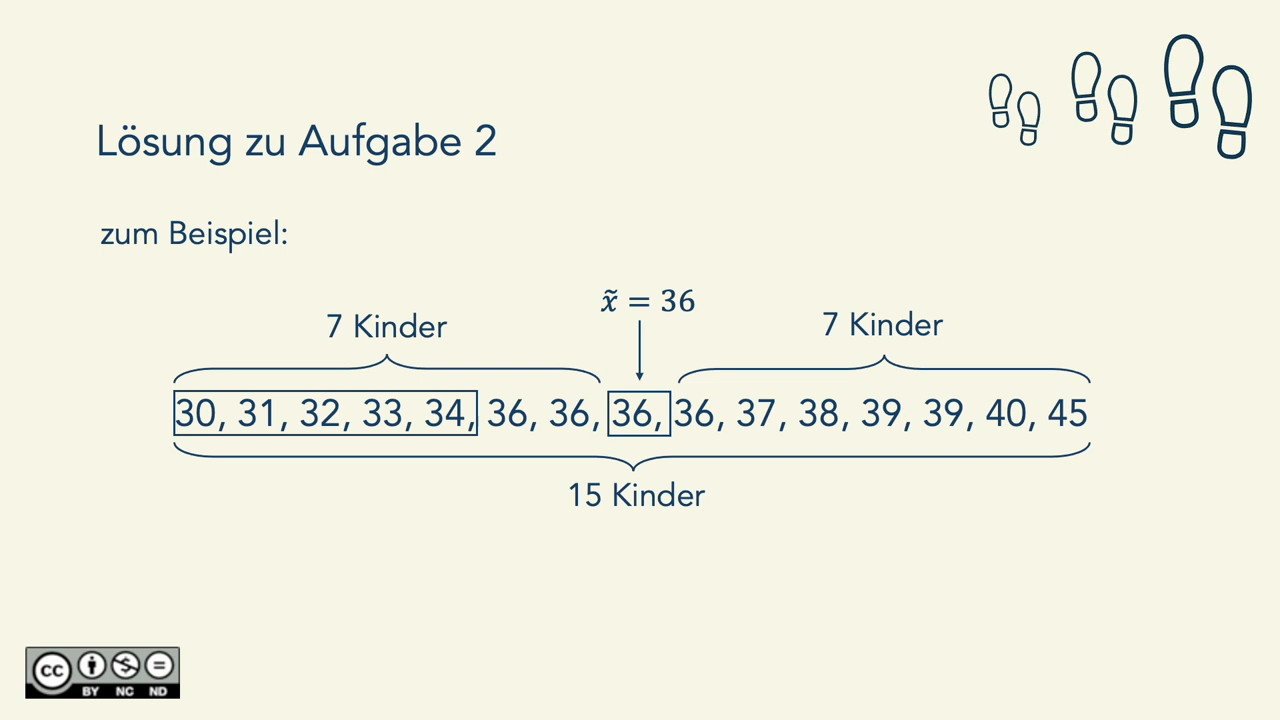 Lösung zu Aufgabe 2
zum Beispiel:
x̃ = 36
7 Kinder
7 Kinder
30, 31, 32, 33, 34, 36, 36, 36, 36, 37, 38, 39, 39, 40, 45
15 Kinder
cc
BY NC ND